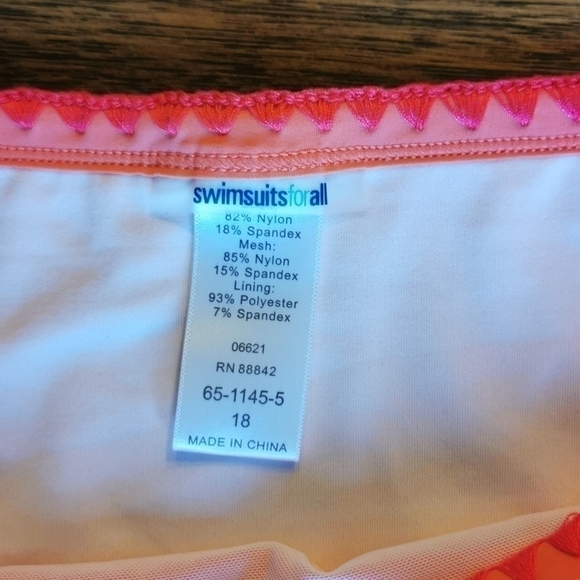 swimsuitsforall
82% Nylon
18% Spandex
Mesh:
85% Nylon
15% Spandex
Lining:
93% Polyester
7% Spandex
06621
RN 88842
65-1145-5
18
MADE IN CHINA